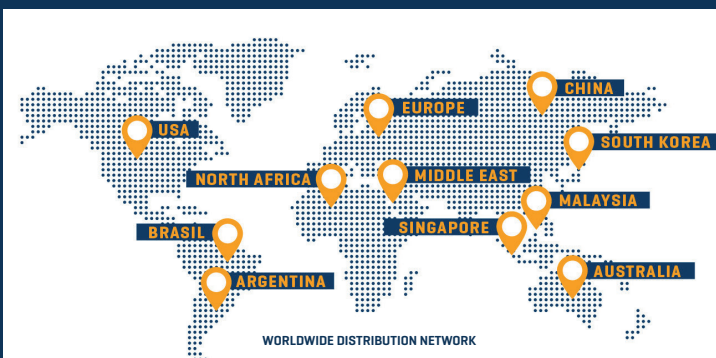 CHINA
EUROPE
USA
SOUTH KOREA
NORTH AFRICA
MIDDLE EAST
MALAYSIA
BRASIL
SINGAPORE
AUSTRALIA
ARGENTINA
WORLDWIDE DISTRIBUTION NETWORK